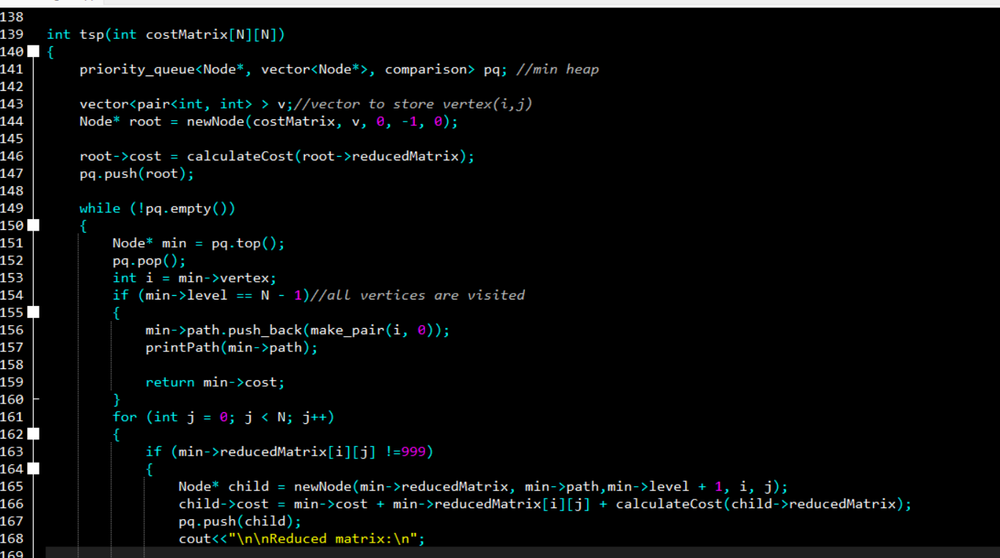 138
139 int tsp(int costMatrix[N][N])
140 {
141 priority_queue<Node*, vector<Node*>, comparison> pq; //min heap
142
143 vector<pair<int, int> > v;//vector to store vertex(i,j)
144 Node* root = newNode(costMatrix, v, 0, -1, 0);
145
146 root->cost = calculateCost(root->reducedMatrix);
147 pq.push(root);
148
149 while (!pq.empty())
150 {
151 Node* min = pq.top();
152 pq.pop();
153 int i = min->vertex;
154 if (min->level == N - 1)//all vertices are visited
155 {
156 min->path.push_back(make_pair(i, 0));
157 printPath(min->path);
158
159 return min->cost;
160 }
161 for (int j = 0; j < N; j++)
162 {
163 if (min->reducedMatrix[i][j] !=999)
164 {
165 Node* child = newNode(min->reducedMatrix, min->path,min->level + 1, i, j);
166 child->cost = min->cost + min->reducedMatrix[i][j] + calculateCost(child->reducedMatrix);
167 pq.push(child);
168 cout<<"\n\nReduced matrix:\n";
169